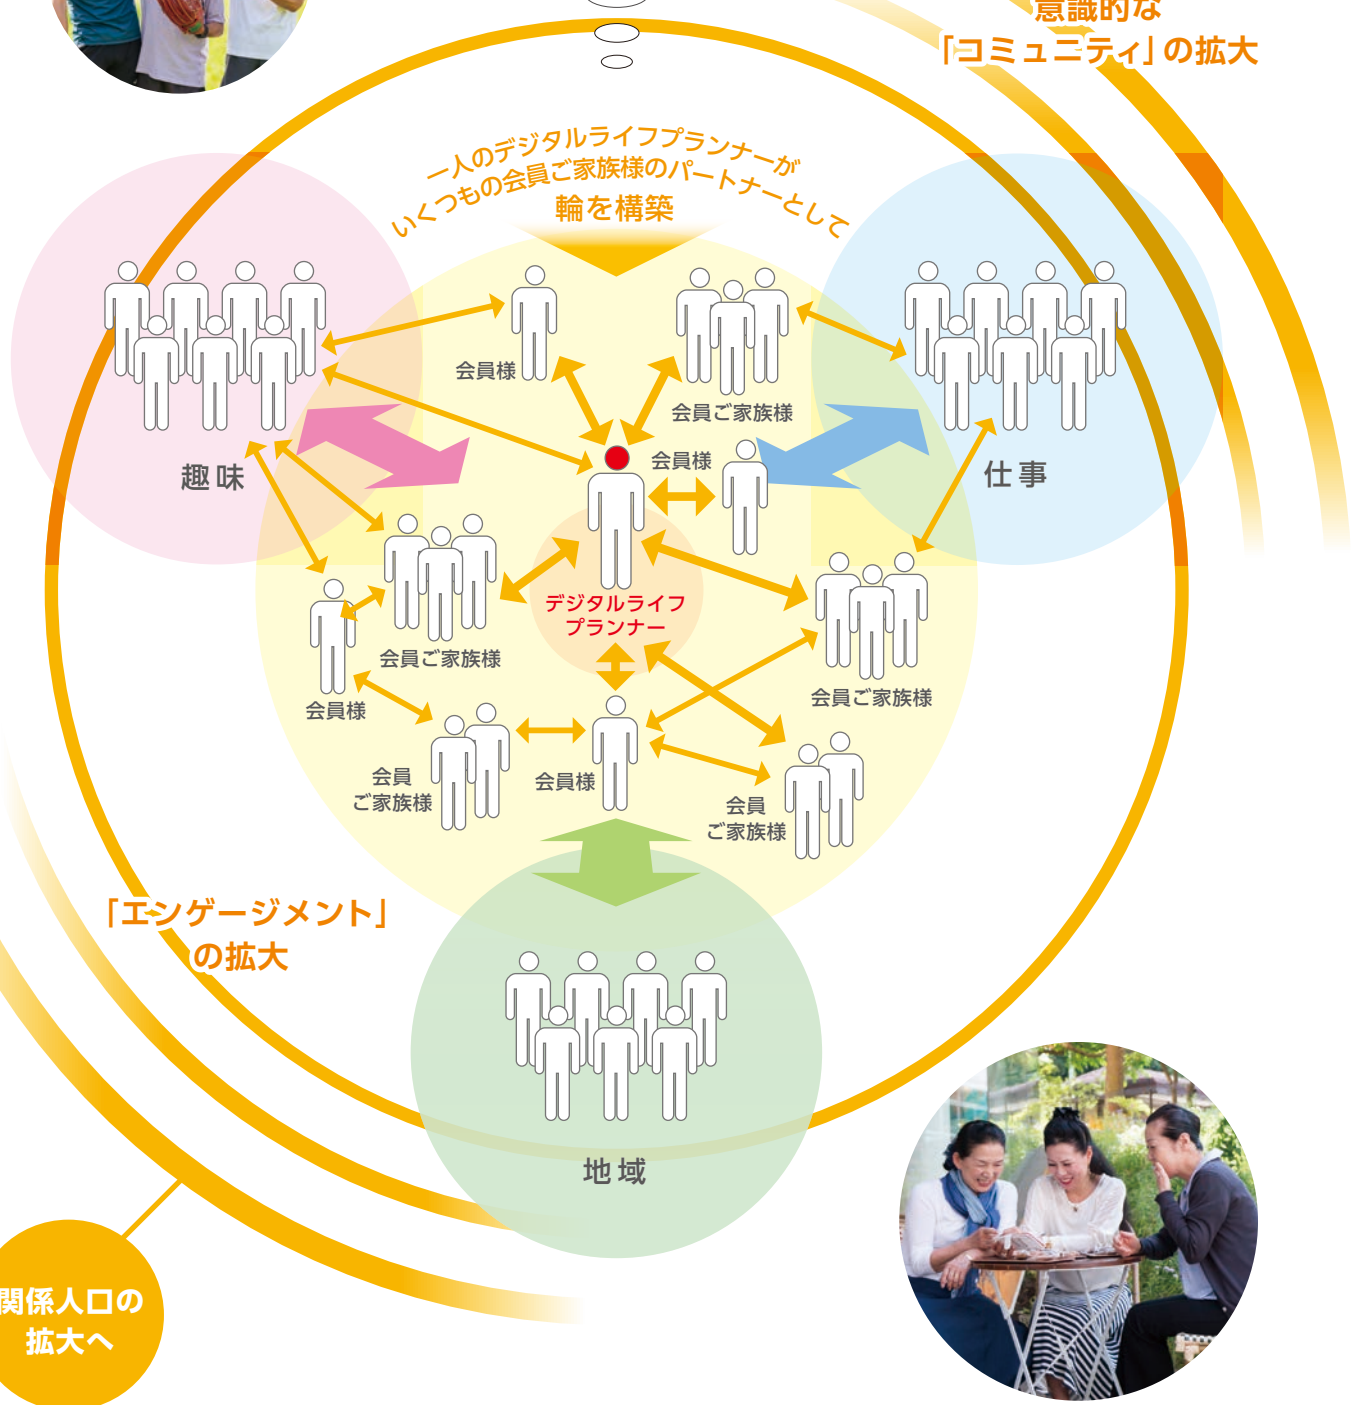 意識的な
「コミュニティ」の拡大
一人のデジタルライフプランナーが
いくつもの会員ご家族様のパートナーとして
輪を構築
会員様
会員ご家族様
会員様
趣味
仕事
デジタルライフ
プランナー
会員ご家族様
会員様
会員ご家族様
会員
ご家族様
会員様
会員
ご家族様
「エンゲージメント」
の拡大
地域
関係人口の
拡大へ